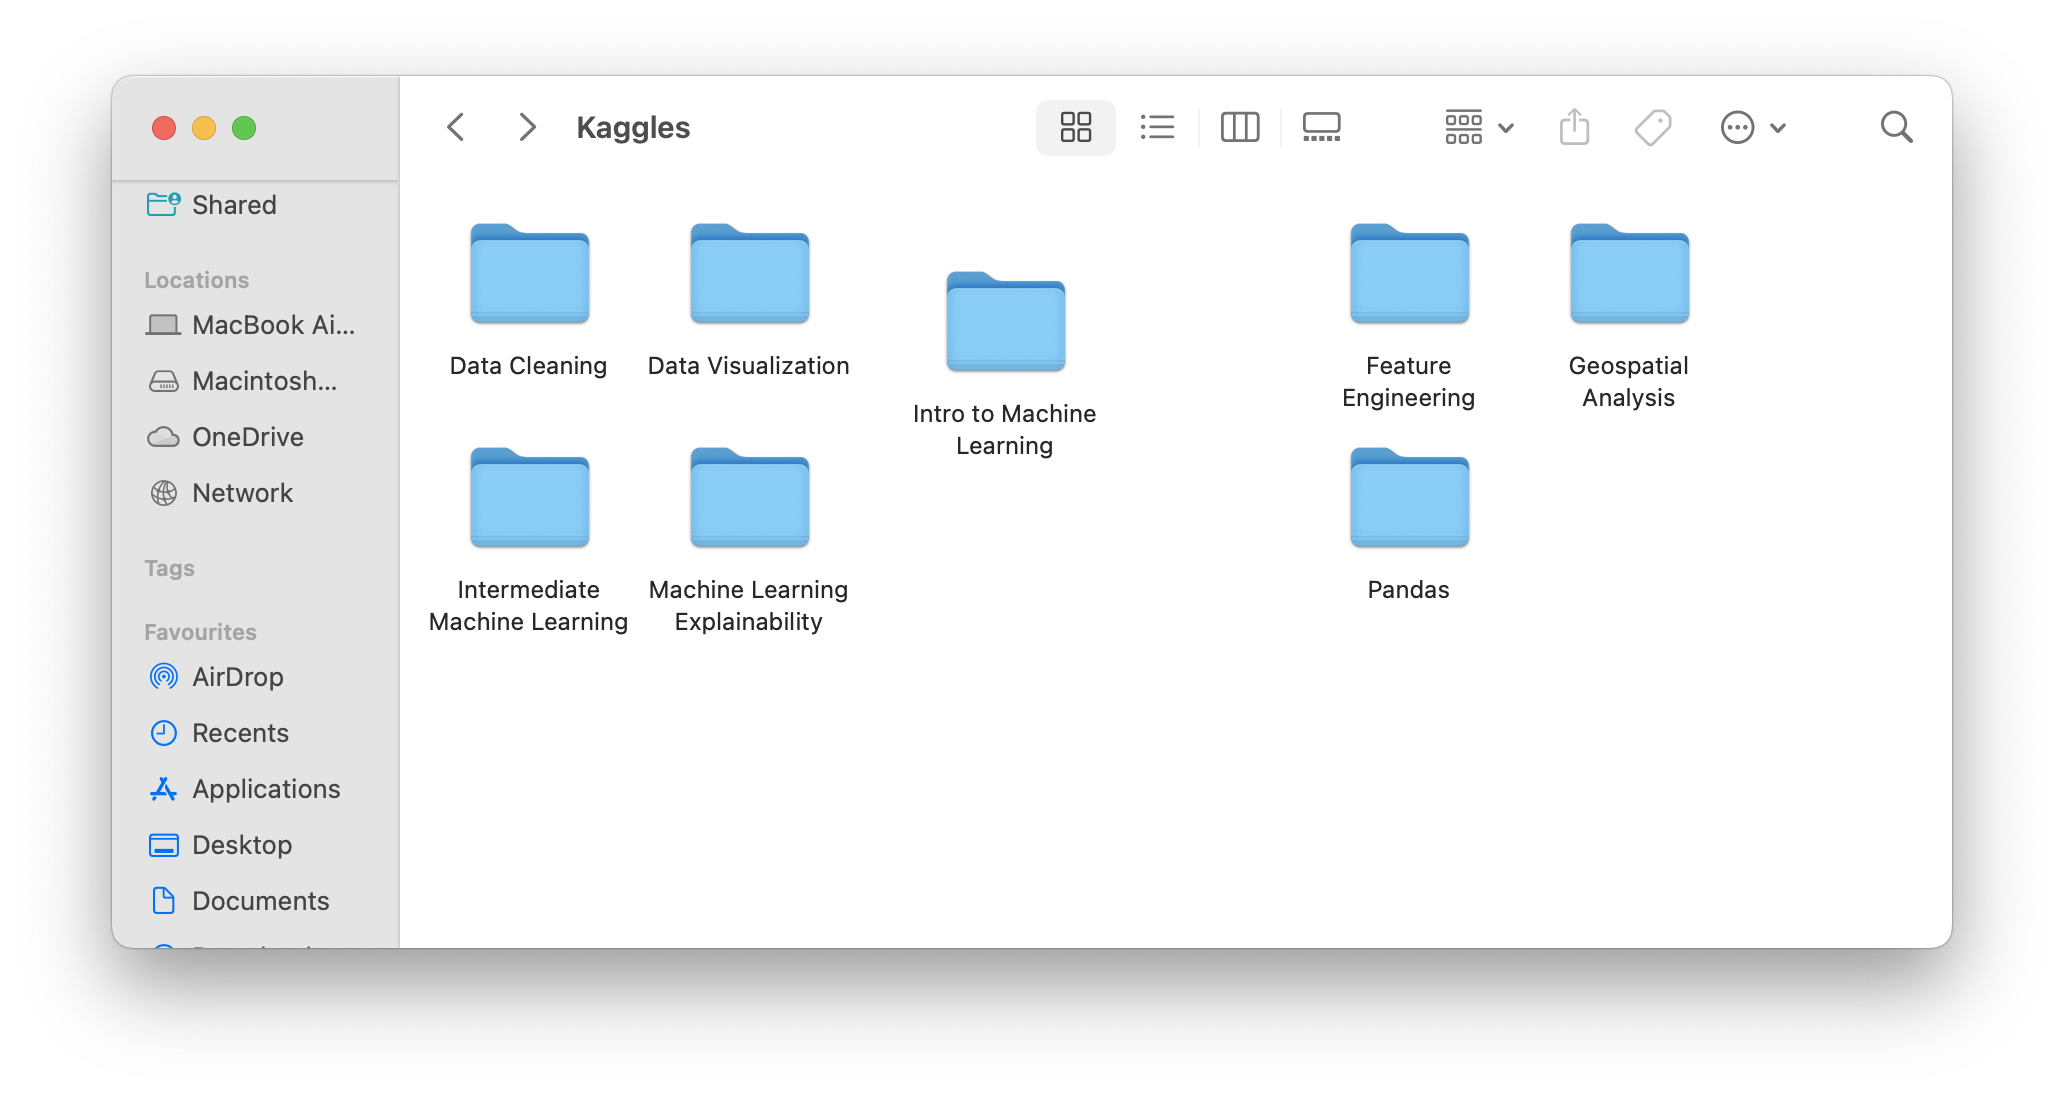 Kaggles
Shared
Locations
MacBook Ai...
Macintosh...
OneDrive
Network
Tags
Favourites
AirDrop
Recents
Applications
Desktop
Documents
Data Cleaning
Data Visualization
Intro to Machine
Learning
Feature
Engineering
Geospatial
Analysis
Intermediate
Machine Learning
Machine Learning
Explainability
Pandas